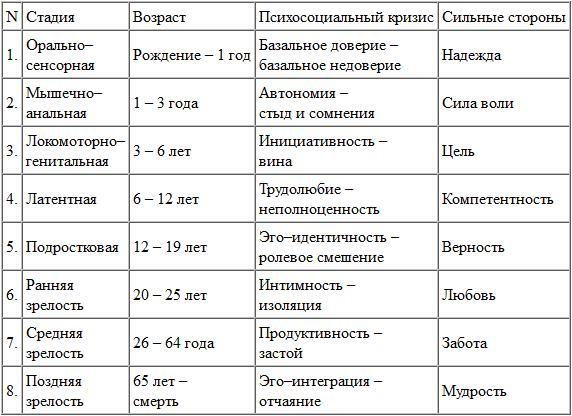 N Стадия Возраст Психосоциальный кризис Сильные стороны
1. Орально–сенсорная Рождение – 1 год Базальное доверие – базальное недоверие Надежда
2. Мышечно–анальная 1 – 3 года Автономия – стыд и сомнения Сила воли
3. Локомоторно–генитальная 3 – 6 лет Инициативность – вина Цель
4. Латентная 6 – 12 лет Трудолюбие – неполноценность Компетентность
5. Подростковая 12 – 19 лет Эго–идентичность – ролевое смешение Верность
6. Ранняя зрелость 20 – 25 лет Интимность – изоляция Любовь
7. Средняя зрелость 26 – 64 года Продуктивность – застой Забота
8. Поздняя зрелость 65 лет – смерть Эго–интеграция – отчаяние Мудрость